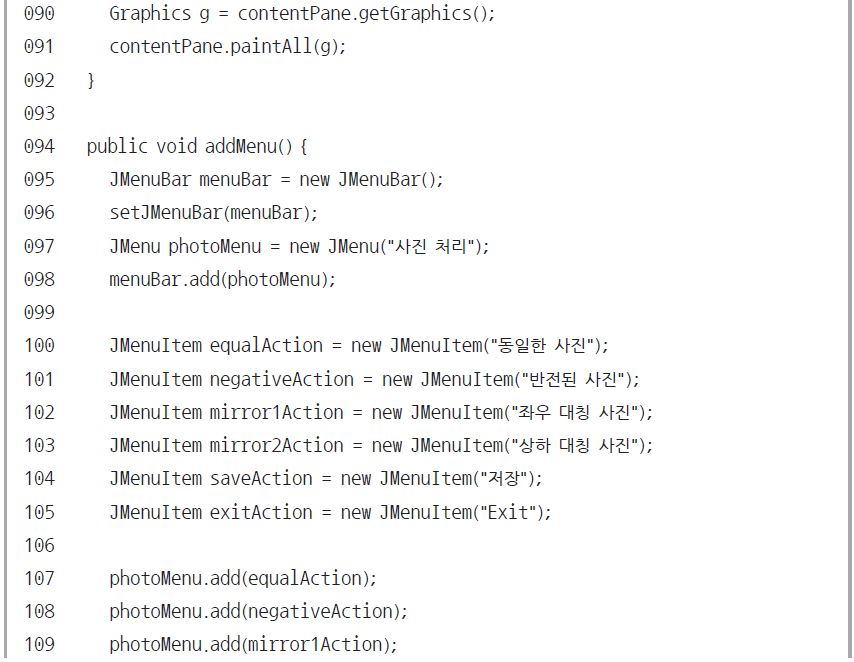 090 Graphics g = contentPane.getGraphics();
091 contentPane.paintAll(g);
092 }
093
094 public void addMenu() {
095 JMenuBar menuBar = new JMenuBar();
096 setJMenuBar(menuBar);
097 JMenu photoMenu = new JMenu("사진 처리");
098 menuBar.add(photoMenu);
099
100 JMenuItem equalAction = new JMenuItem("동일한 사진");
101 JMenuItem negativeAction = new JMenuItem("반전된 사진");
102 JMenuItem mirror1Action = new JMenuItem("좌우 대칭 사진");
103 JMenuItem mirror2Action = new JMenuItem("상하 대칭 사진");
104 JMenuItem saveAction = new JMenuItem("저장");
105 JMenuItem exitAction = new JMenuItem("Exit");
106
107 photoMenu.add(equalAction);
108 photoMenu.add(negativeAction);
109 photoMenu.add(mirror1Action);